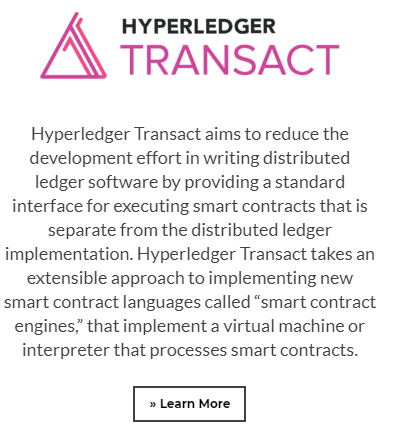 HYPERLEDGER
TRANSACT
Hyperledger Transact aims to reduce the
development effort in writing distributed
ledger software by providing a standard
interface for executing smart contracts that is
separate from the distributed ledger
implementation. Hyperledger Transact takes an
extensible approach to implementing new
smart contract languages called “smart contract
engines,” that implement a virtual machine or
interpreter that processes smart contracts.
» Learn More